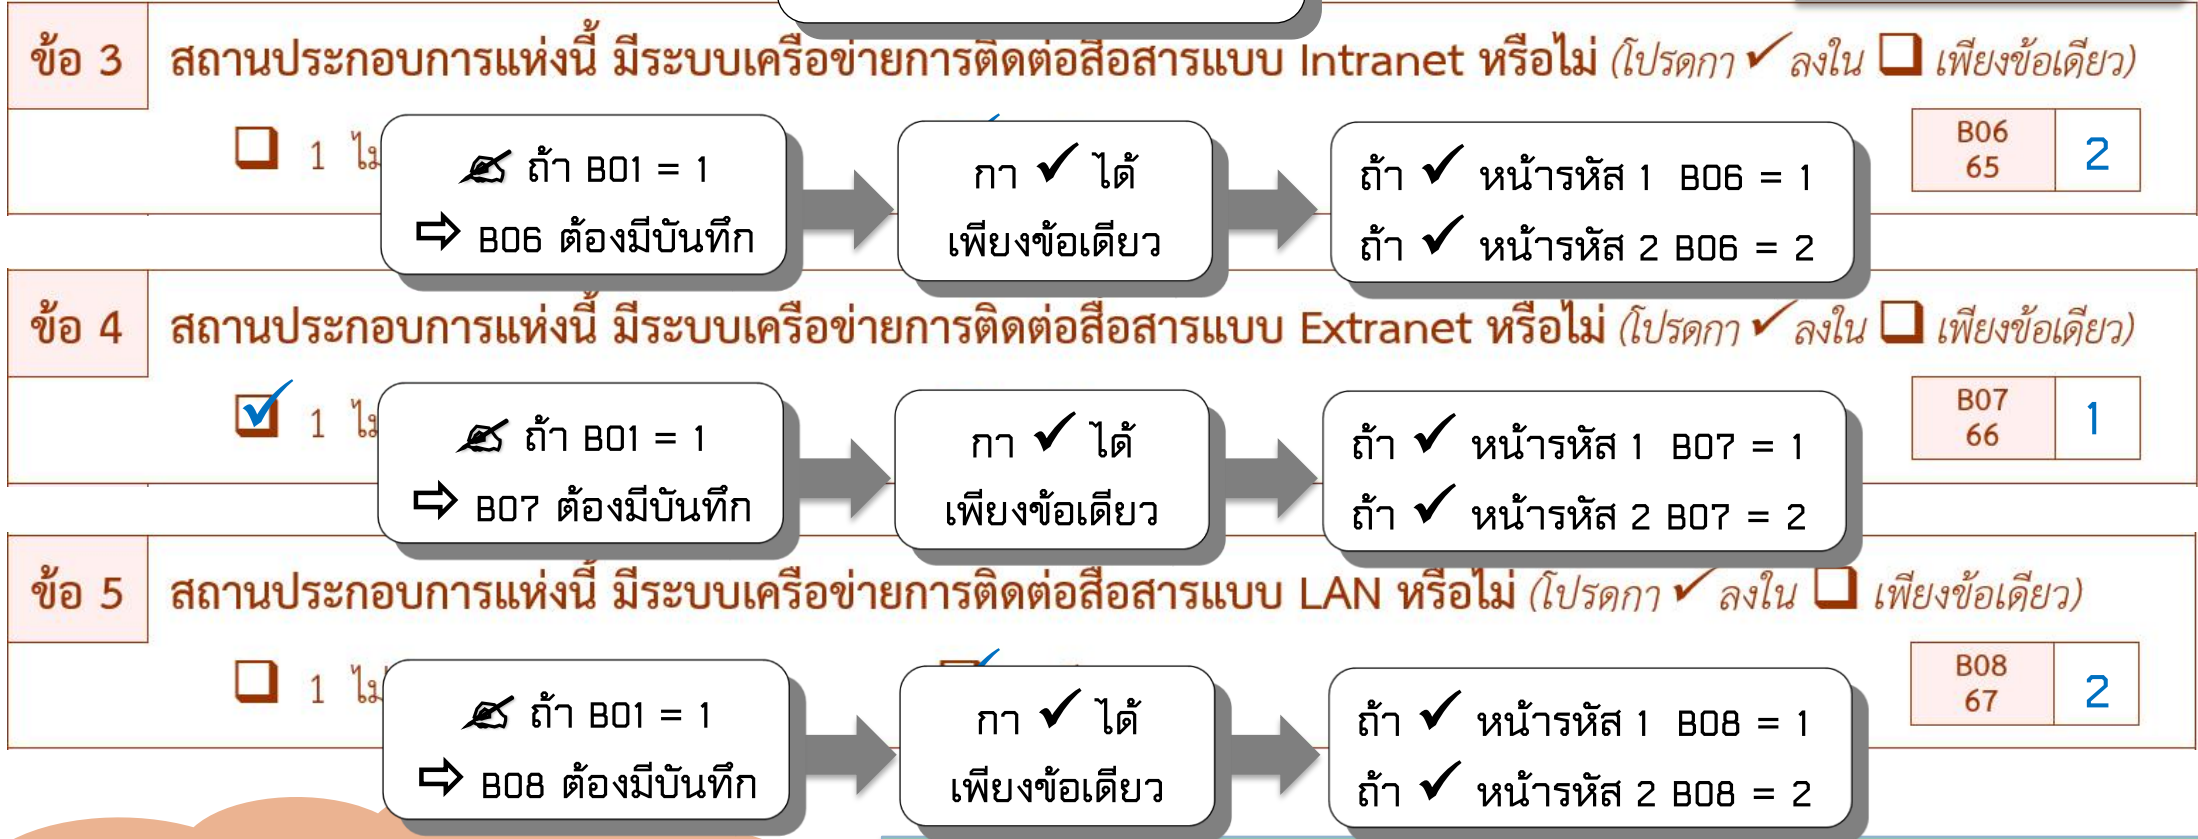 ข้อ 3 สถานประกอบการแห่งนี้ มีระบบเครือข่ายการติดต่อสื่อสารแบบ Intranet หรือไม่ (โปรดกา ✓ ลงใน ❑ เพียงข้อเดียว)
❑ 1
✍ ถ้า B01 = 1
⇨ B06 ต้องมีบันทึก
กา ✓ ได้
เพียงข้อเดียว
ถ้า ✓ หน้ารหัส 1 B06 = 1
ถ้า ✓ หน้ารหัส 2 B06 = 2
B06
65
2
ข้อ 4 สถานประกอบการแห่งนี้ มีระบบเครือข่ายการติดต่อสื่อสารแบบ Extranet หรือไม่ (โปรดกา ✓ ลงใน ❑ เพียงข้อเดียว)
☑ 1
✍ ถ้า B01 = 1
⇨ B07 ต้องมีบันทึก
กา ✓ ได้
เพียงข้อเดียว
ถ้า ✓ หน้ารหัส 1 B07 = 1
ถ้า ✓ หน้ารหัส 2 B07 = 2
B07
66
1
ข้อ 5 สถานประกอบการแห่งนี้ มีระบบเครือข่ายการติดต่อสื่อสารแบบ LAN หรือไม่ (โปรดกา ✓ ลงใน ❑ เพียงข้อเดียว)
❑ 1
✍ ถ้า B01 = 1
⇨ B08 ต้องมีบันทึก
กา ✓ ได้
เพียงข้อเดียว
ถ้า ✓ หน้ารหัส 1 B08 = 1
ถ้า ✓ หน้ารหัส 2 B08 = 2
B08
67
2